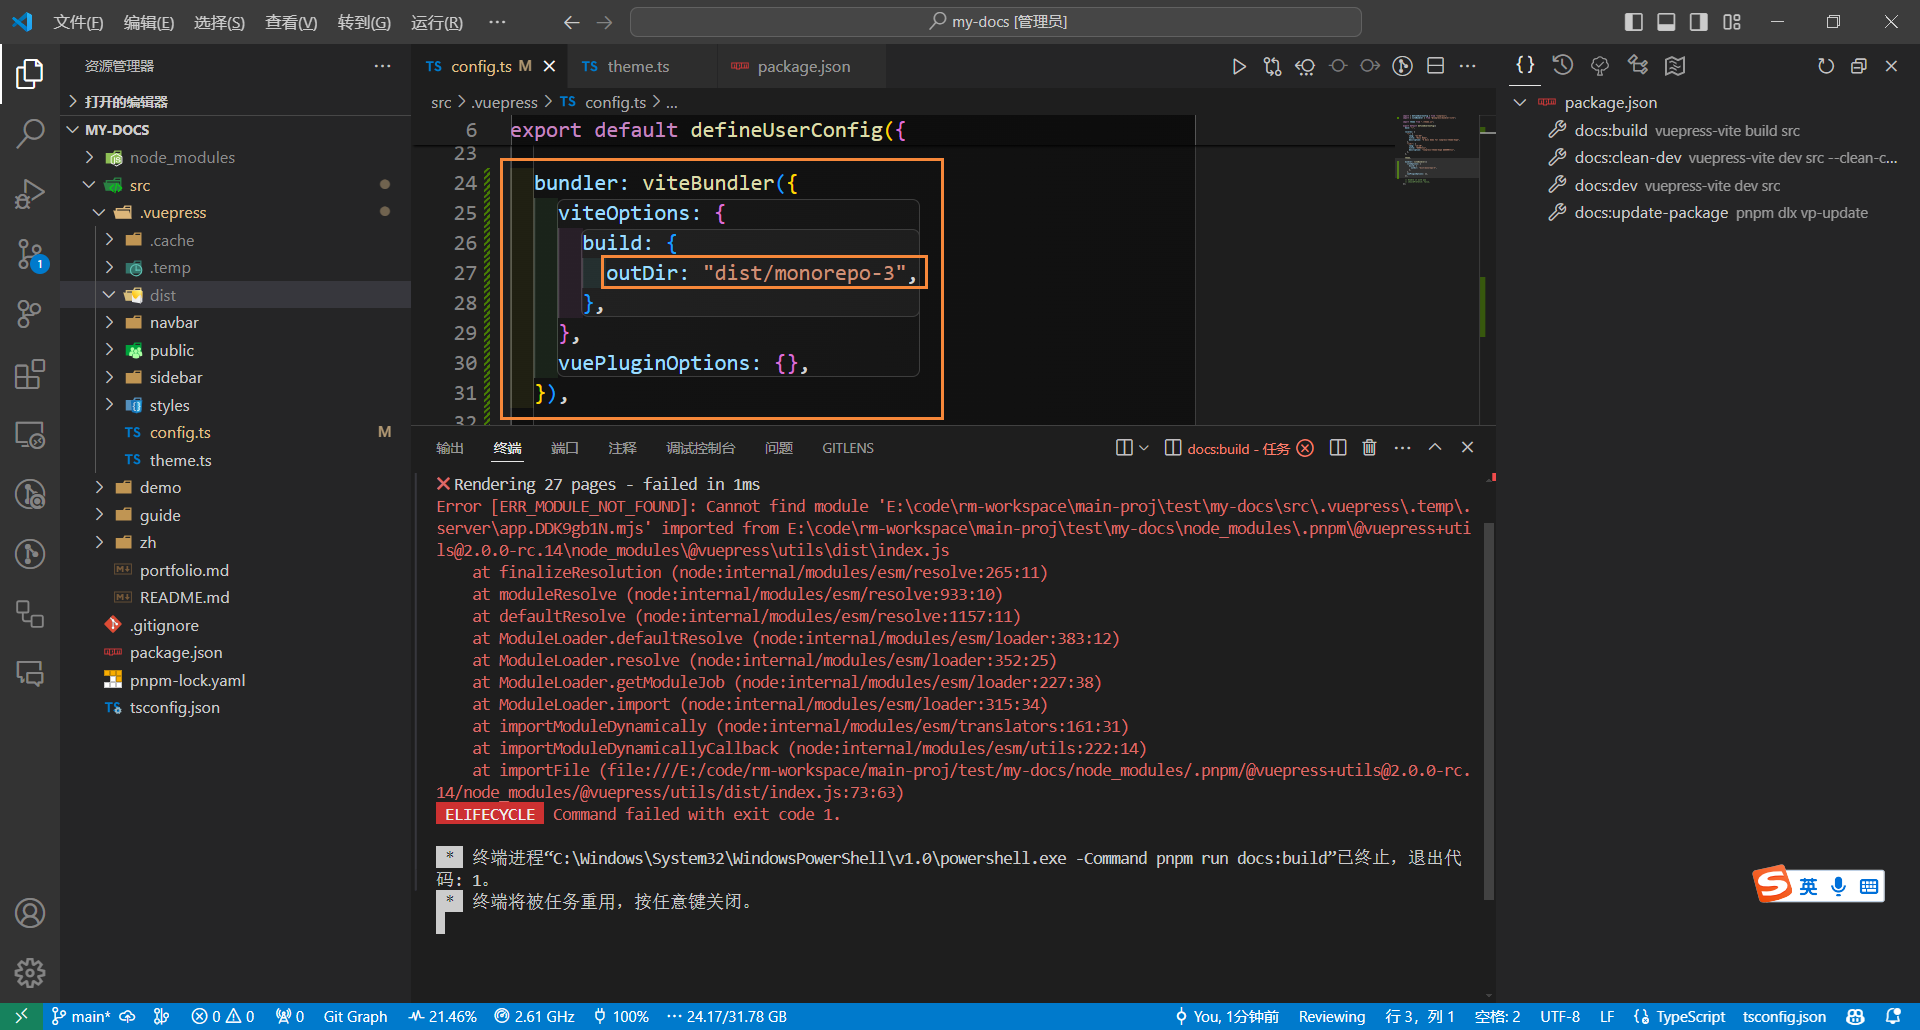 文件(F) 编辑(E) 选择(S) 查看(V) 转到(G) 运行(R) ··· my-docs [管理员]
资源管理器 ···
打开的编辑器
MY-DOCS
node_modules
src
.vuepress
.cache
.temp
dist
navbar
public
sidebar
styles
TS config.ts M
TS theme.ts
demo
guide
zh
portfolio.md
README.md
.gitignore
package.json
pnpm-lock.yaml
TS tsconfig.json
1
TS config.ts M TS theme.ts package.json
src > .vuepress > TS config.ts > ...
6 export default defineUserConfig({
23
24 bundler: viteBundler({
25 viteOptions: {
26 build: {
27 outDir: "dist/monorepo-3",
28 },
29 },
30 vuePluginOptions: {},
31 }),
32
输出 终端 端口 注释 调试控制台 问题 GITLENS docs:build - 任务
Rendering 27 pages - failed in 1ms
Error [ERR_MODULE_NOT_FOUND]: Cannot find module 'E:\code\rm-workspace\main-proj\test\my-docs\src\.vuepress\.temp\.
server\app.DDK9gb1N.mjs' imported from E:\code\rm-workspace\main-proj\test\my-docs\node_modules\.pnpm\@vuepress+uti
ls@2.0.0-rc.14\node_modules\@vuepress\utils\dist\index.js
at finalizeResolution (node:internal/modules/esm/resolve:265:11)
at moduleResolve (node:internal/modules/esm/resolve:933:10)
at defaultResolve (node:internal/modules/esm/resolve:1157:11)
at ModuleLoader.defaultResolve (node:internal/modules/esm/loader:383:12)
at ModuleLoader.resolve (node:internal/modules/esm/loader:352:25)
at ModuleLoader.getModuleJob (node:internal/modules/esm/loader:227:38)
at ModuleLoader.import (node:internal/modules/esm/loader:315:34)
at importModuleDynamically (node:internal/modules/esm/translators:161:31)
at importModuleDynamicallyCallback (node:internal/modules/esm/utils:222:14)
at importFile (file:///E:/code/rm-workspace/main-proj/test/my-docs/node_modules/.pnpm/@vuepress+utils@2.0.0-rc.
14/node_modules/@vuepress/utils/dist/index.js:73:63)
ELIFECYCLE Command failed with exit code 1.
* 终端进程“C:\Windows\System32\WindowsPowerShell\v1.0\powershell.exe -Command pnpm run docs:build”已终止，退出代
码: 1。
* 终端将被任务重用，按任意键关闭。
package.json
docs:build vuepress-vite build src
docs:clean-dev vuepress-vite dev src --clean-c...
docs:dev vuepress-vite dev src
docs:update-package pnpm dlx vp-update
英
main* 0 0 0 Git Graph 21.46% 2.61 GHz 100% ··· 24.17/31.78 GB You, 1分钟前 Reviewing 行 3，列 1 空格: 2 UTF-8 LF TypeScript tsconfig.json